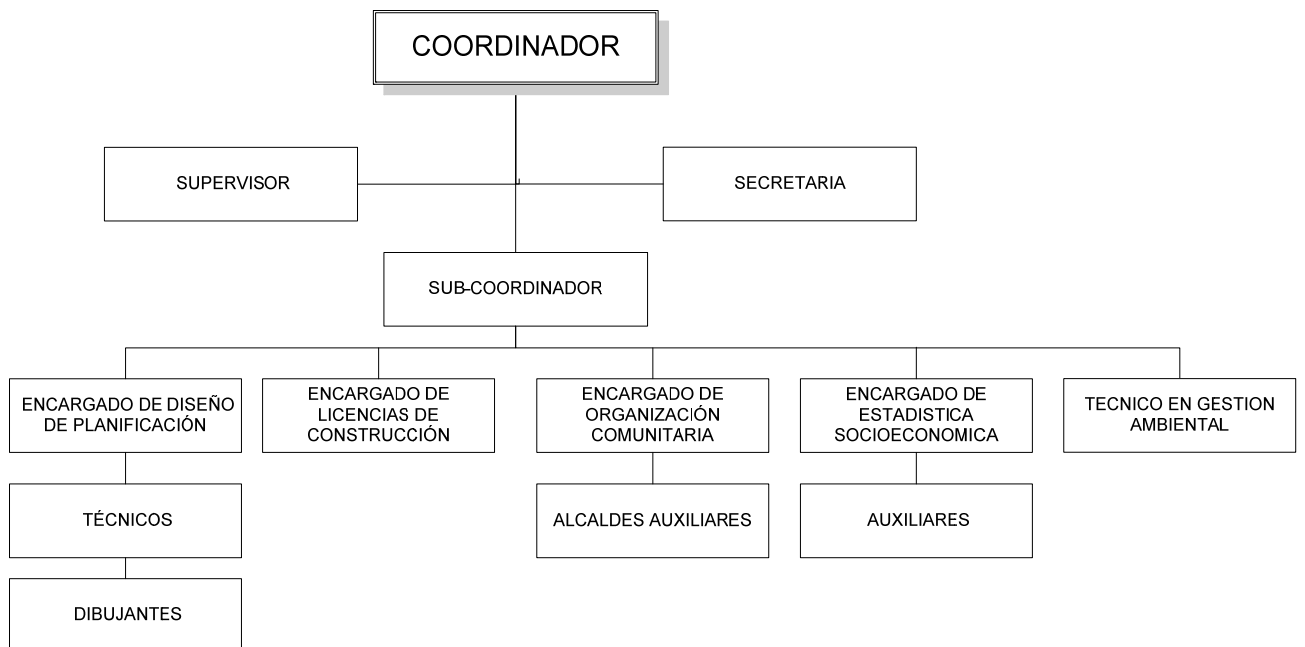 COORDINADOR
SUPERVISOR
SECRETARIA
SUB-COORDINADOR
ENCARGADO DE DISEÑO
DE PLANIFICACIÓN
ENCARGADO DE
LICENCIAS DE
CONSTRUCCIÓN
ENCARGADO DE
ORGANIZACIÓN
COMUNITARIA
ENCARGADO DE
ESTADISTICA
SOCIOECONOMICA
TECNICO EN GESTION
AMBIENTAL
TÉCNICOS
ALCALDES AUXILIARES
AUXILIARES
DIBUJANTES